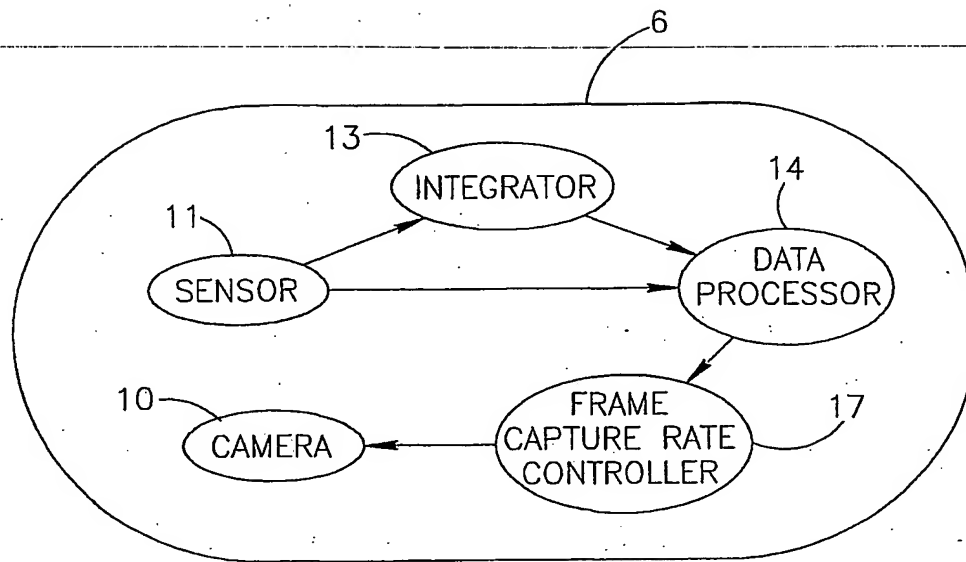 6
13
INTEGRATOR
14
11
DATA
PROCESSOR
SENSOR
10
FRAME
CAPTURE RATE
CONTROLLER
17
CAMERA